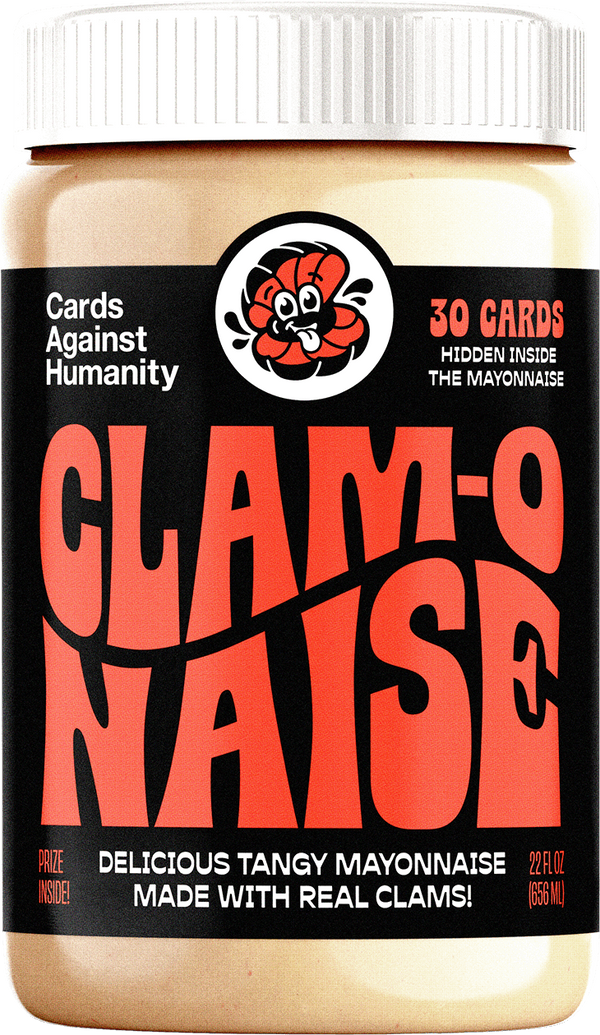 Cards
Against
Humanity
30 CARDS
HIDDEN INSIDE
THE MAYONNAISE
CLAM-O
NAISE
PRIZE
INSIDE!
DELICIOUS TANGY MAYONNAISE
MADE WITH REAL CLAMS!
22 FL OZ
(656 ML)